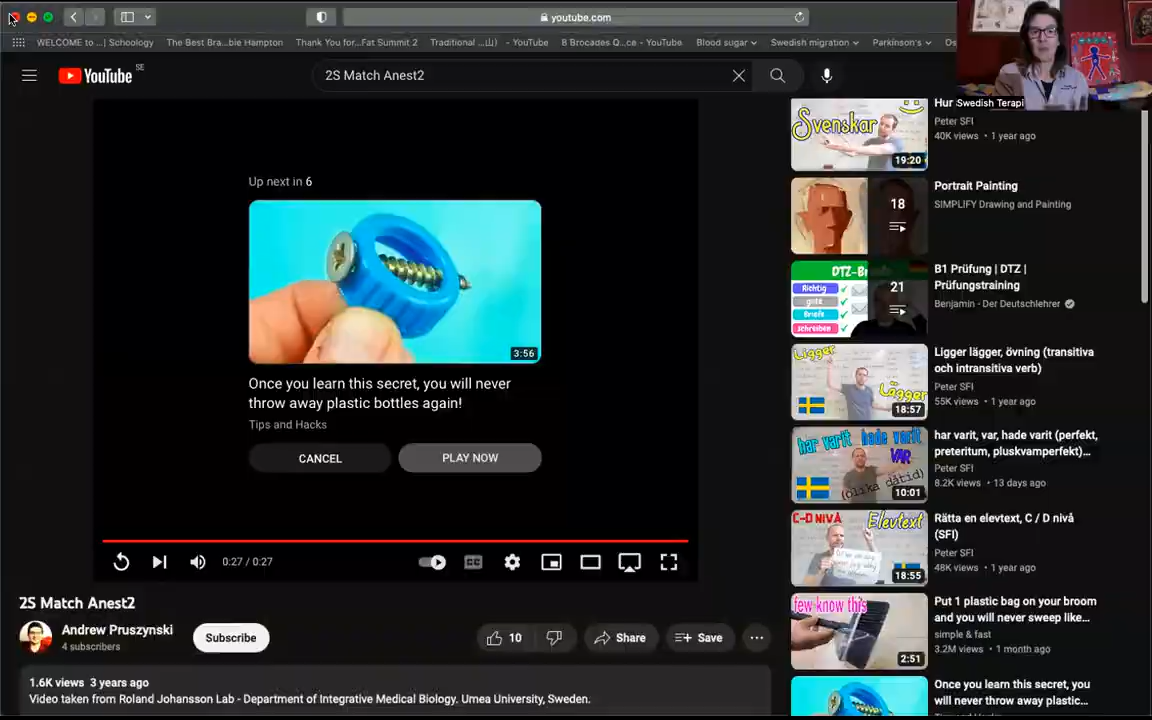 youtube.com
WELCOME to ...| Schoology
The Best Bra...bie Hampton
Thank You for...Fat Summit 2
Traditional ...山) - YouTube
8 Brocades Q...ce - YouTube
Blood sugar
Swedish migration
Parkinson's
YouTube SE
2S Match Anest2
Swedish Terapi
Up next in 6
3:56
Once you learn this secret, you will never
throw away plastic bottles again!
Tips and Hacks
CANCEL
PLAY NOW
CC
0:27 / 0:27
2S Match Anest2
Andrew Pruszynski
4 subscribers
Subscribe
10
Share
Save
1.6K views 3 years ago
Video taken from Roland Johansson Lab - Department of Integrative Medical Biology. Umea University, Sweden.
Svenskar
19:20
Peter SFI
40K views • 1 year ago
18
Portrait Painting
SIMPLIFY Drawing and Painting
Richtig
gute
Briefe
schreiben
21
B1 Prüfung | DTZ |
Prüfungstraining
Benjamin - Der Deutschlehrer
Ligger
Lägger
18:57
Ligger lägger, övning (transitiva
och intransitiva verb)
Peter SFI
55K views • 1 year ago
har varit hade varit
VAR
(olika dåtid)
10:01
har varit, var, hade varit (perfekt,
preteritum, pluskvamperfekt)...
Peter SFI
8.2K views • 13 days ago
C-D NIVÅ
Elevtext
18:55
Rätta en elevtext, C / D nivå
(SFI)
Peter SFI
48K views • 1 year ago
few know this
2:51
Put 1 plastic bag on your broom
and you will never sweep like...
simple & fast
3.2M views • 1 month ago
Once you learn this secret, you
will never throw away plastic...